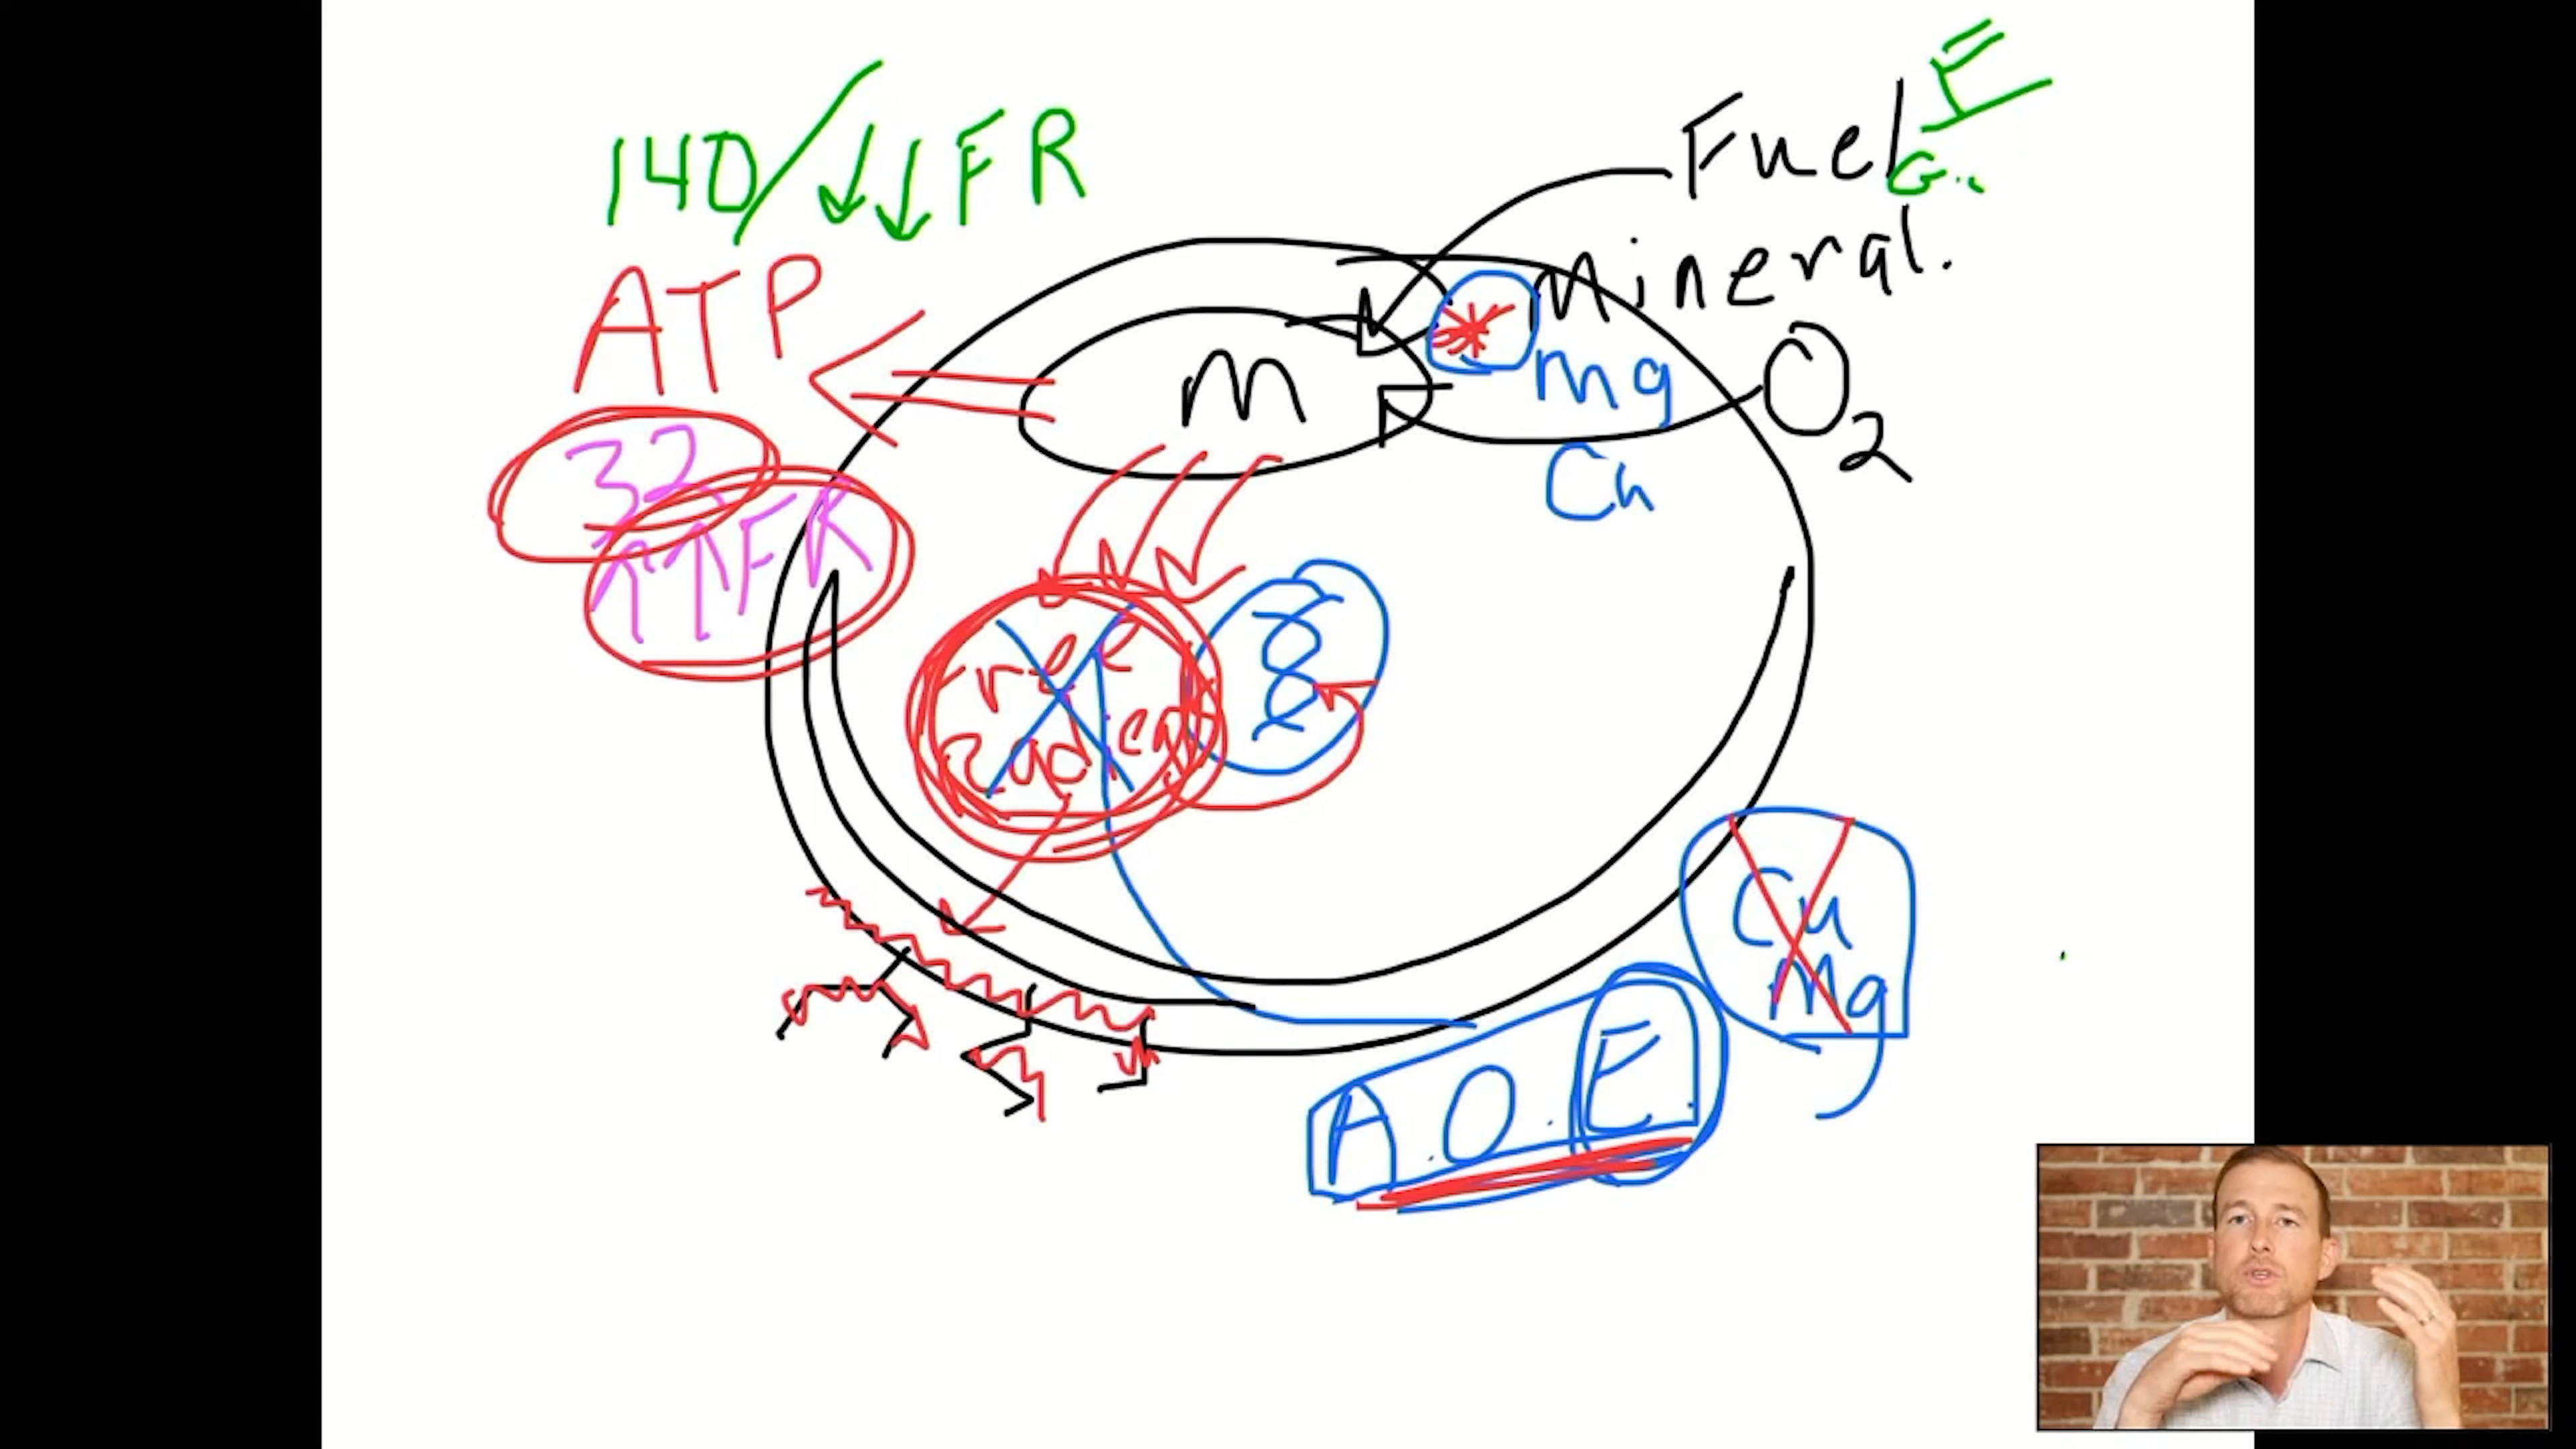 140/↓↓FR
Fuel F
G..
Mineral.
ATP
Mg
O₂
Cu
32
↑↑FR
m
Free
Radical
Cu
Mg
A.O.E.